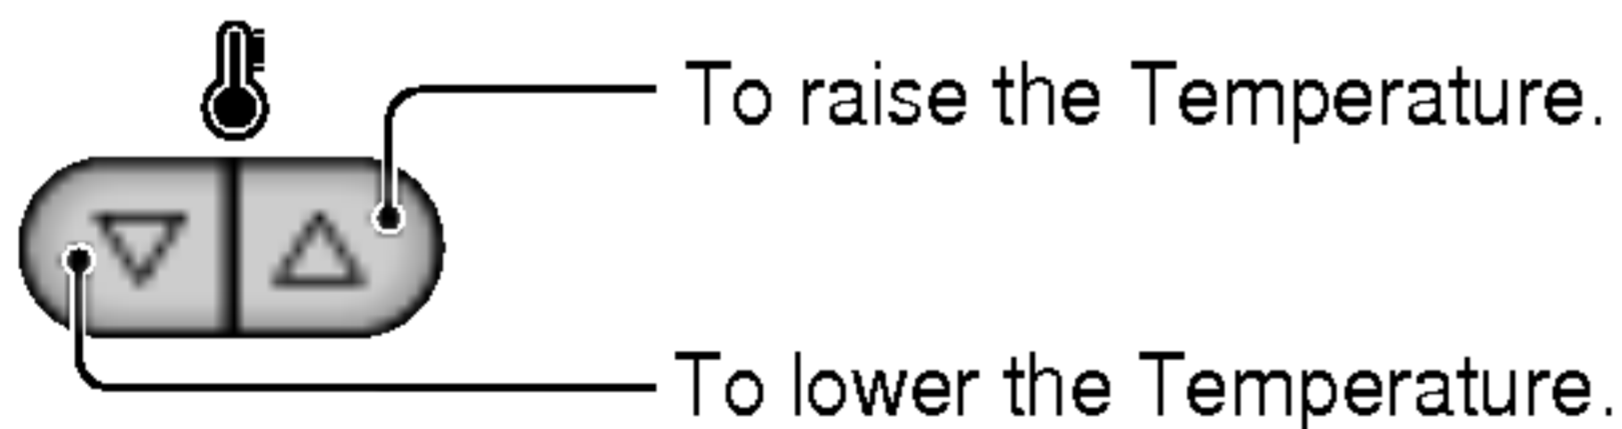 To raise the Temperature.
To lower the Temperature.